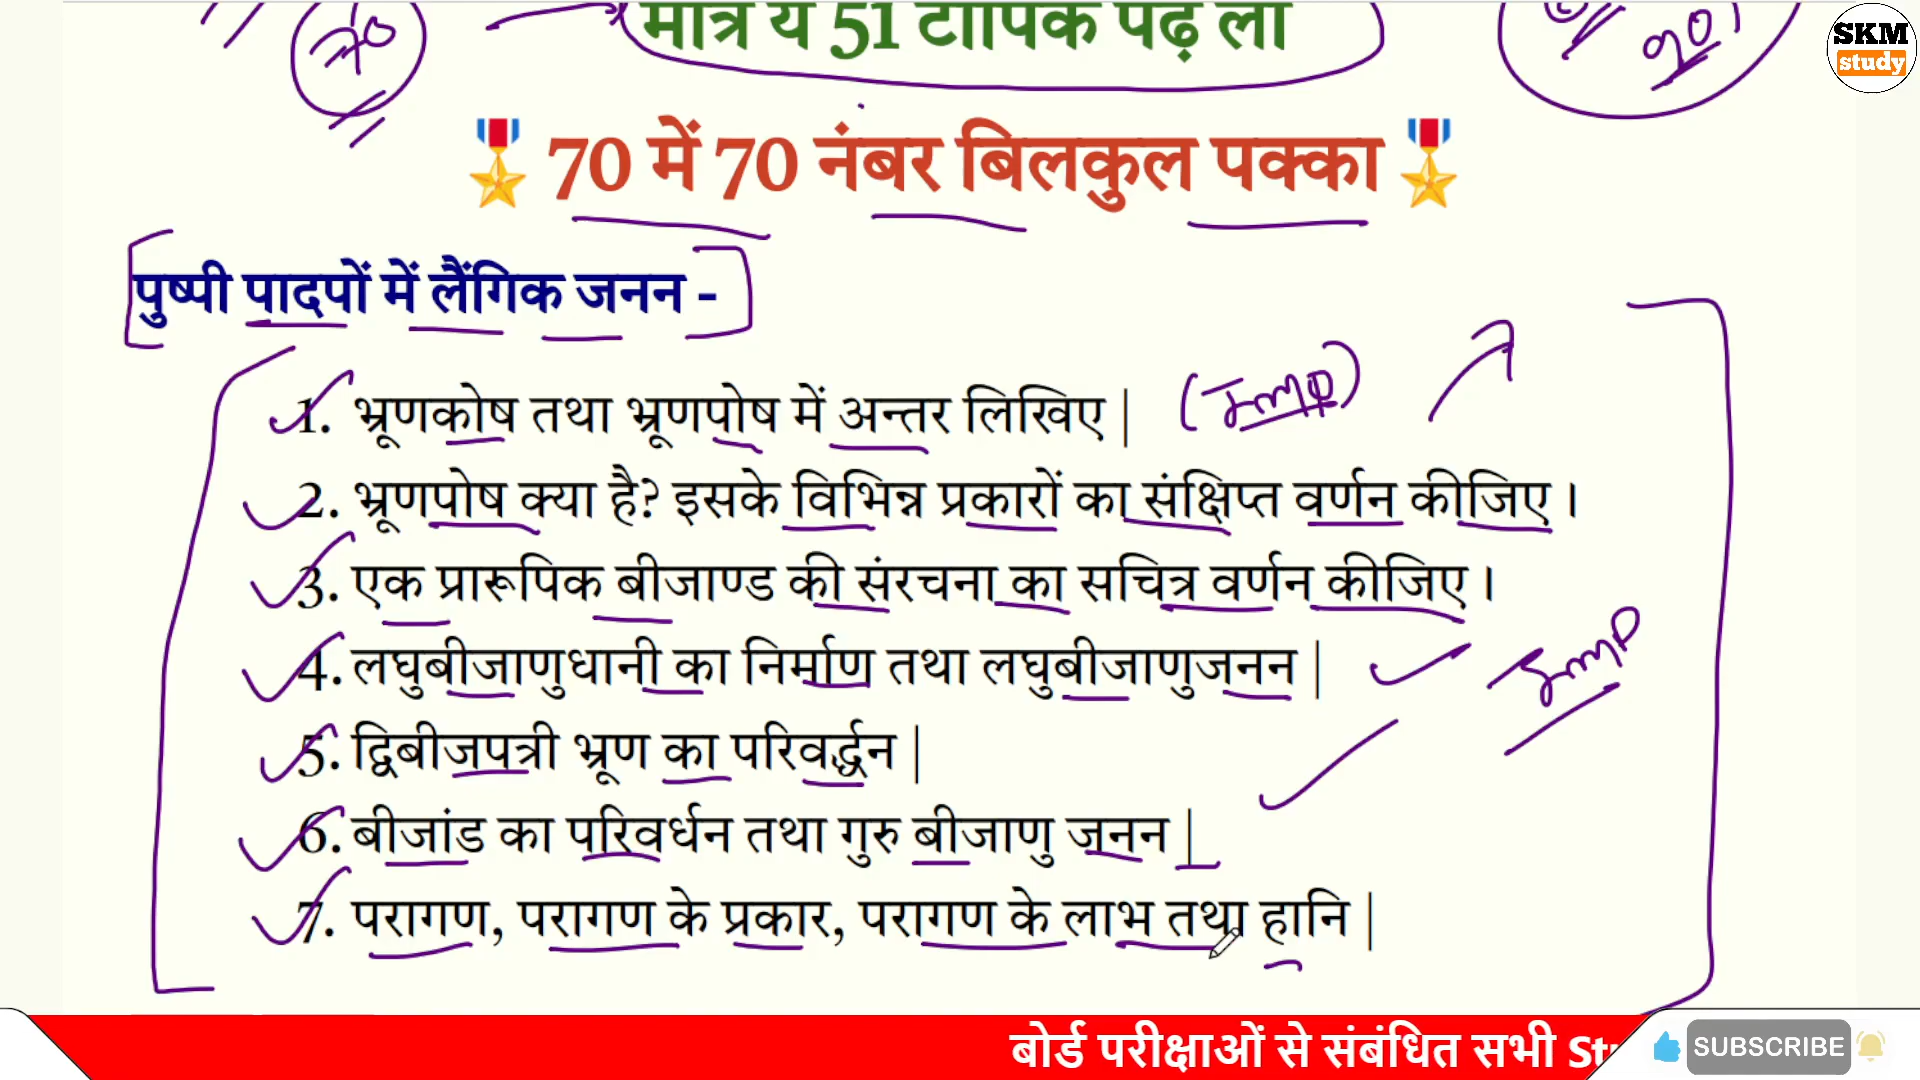 मात्र ये 51 टॉपिक पढ़ लो
70
90
SKM
study
70 में 70 नंबर बिलकुल पक्का
पुष्पी पादपों में लैंगिक जनन -
1. भ्रूणकोष तथा भ्रूणपोष में अन्तर लिखिए | (Imp)
2. भ्रूणपोष क्या है? इसके विभिन्न प्रकारों का संक्षिप्त वर्णन कीजिए ।
3. एक प्रारूपिक बीजाण्ड की संरचना का सचित्र वर्णन कीजिए ।
4. लघुबीजाणुधानी का निर्माण तथा लघुबीजाणुजनन |
Imp
5. द्विबीजपत्री भ्रूण का परिवर्द्धन |
6. बीजांड का परिवर्धन तथा गुरु बीजाणु जनन |
7. परागण, परागण के प्रकार, परागण के लाभ तथा हानि |
बोर्ड परीक्षाओं से संबंधित सभी
SUBSCRIBE